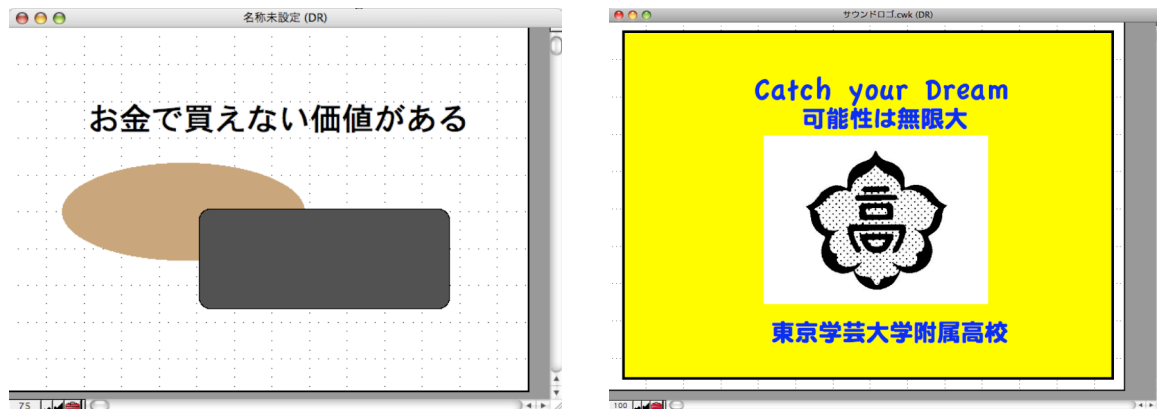 名称未設定 (DR)
お金で買えない価値がある
75
サウンドロゴ.cwk (DR)
Catch your Dream
可能性は無限大
高
東京学芸大学附属高校
100